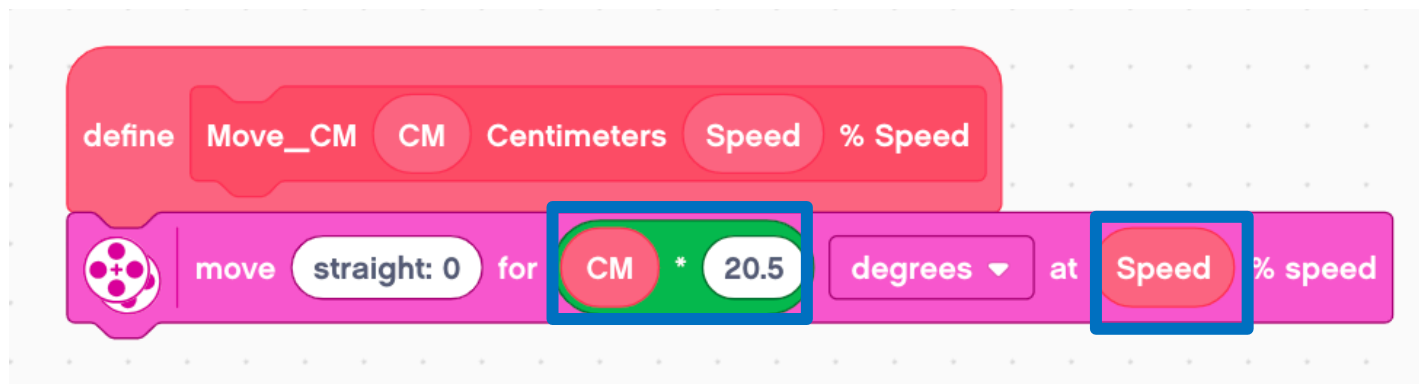 define Move_CM CM Centimeters Speed % Speed
move straight: 0 for CM * 20.5 degrees at Speed % speed